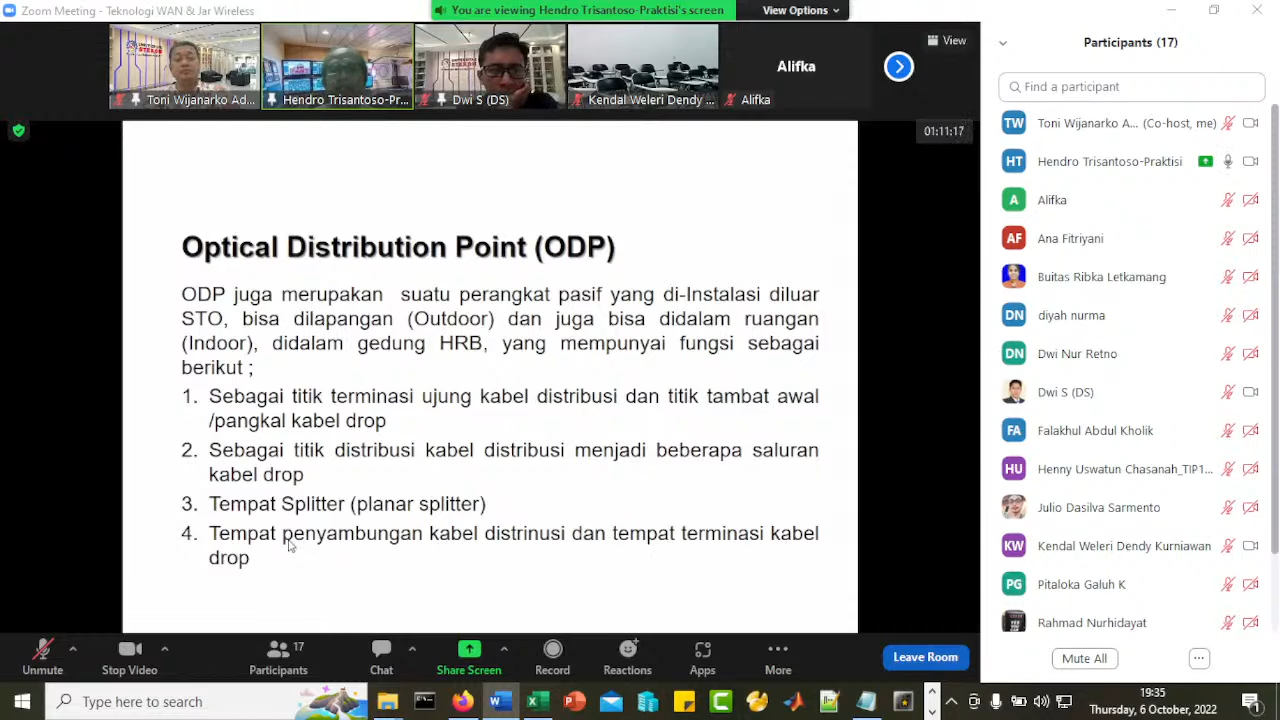 Zoom Meeting - Teknologi WAN & Jar Wireless
You are viewing Hendro Trisantoso-Praktisi's screen
View Options
Toni Wijanarko Ad...
Hendro Trisantoso-Pr...
Dwi S (DS)
Kendal Weleri Dendy ...
Alifka
Alifka
View
01:11:17
Optical Distribution Point (ODP)
ODP juga merupakan suatu perangkat pasif yang di-Instalasi diluar
STO, bisa dilapangan (Outdoor) dan juga bisa didalam ruangan
(Indoor), didalam gedung HRB, yang mempunyai fungsi sebagai
berikut ;
1. Sebagai titik terminasi ujung kabel distribusi dan titik tambat awal
/pangkal kabel drop
2. Sebagai titik distribusi kabel distribusi menjadi beberapa saluran
kabel drop
3. Tempat Splitter (planar splitter)
4. Tempat penyambungan kabel distrinusi dan tempat terminasi kabel
drop
Participants (17)
Find a participant
TW Toni Wijanarko A... (Co-host, me)
HT Hendro Trisantoso-Praktisi
A Alifka
AF Ana Fitriyani
Buitas Ribka Letkamang
DN diyah nurma
DN Dwi Nur Retno
Dwi S (DS)
FA Falakhul Abdul Kholik
HU Henny Uswatun Chasanah_TIP1...
Julio Dasilva Sarmento
KW Kendal Weleri Dendy Kurniawan
PG Pitaloka Galuh K
Rahmad Nurhidayat
Mute All
Unmute
Stop Video
17
Participants
Chat
Share Screen
Record
Reactions
Apps
More
Leave Room
Type here to search
19:35
Thursday, 6 October, 2022